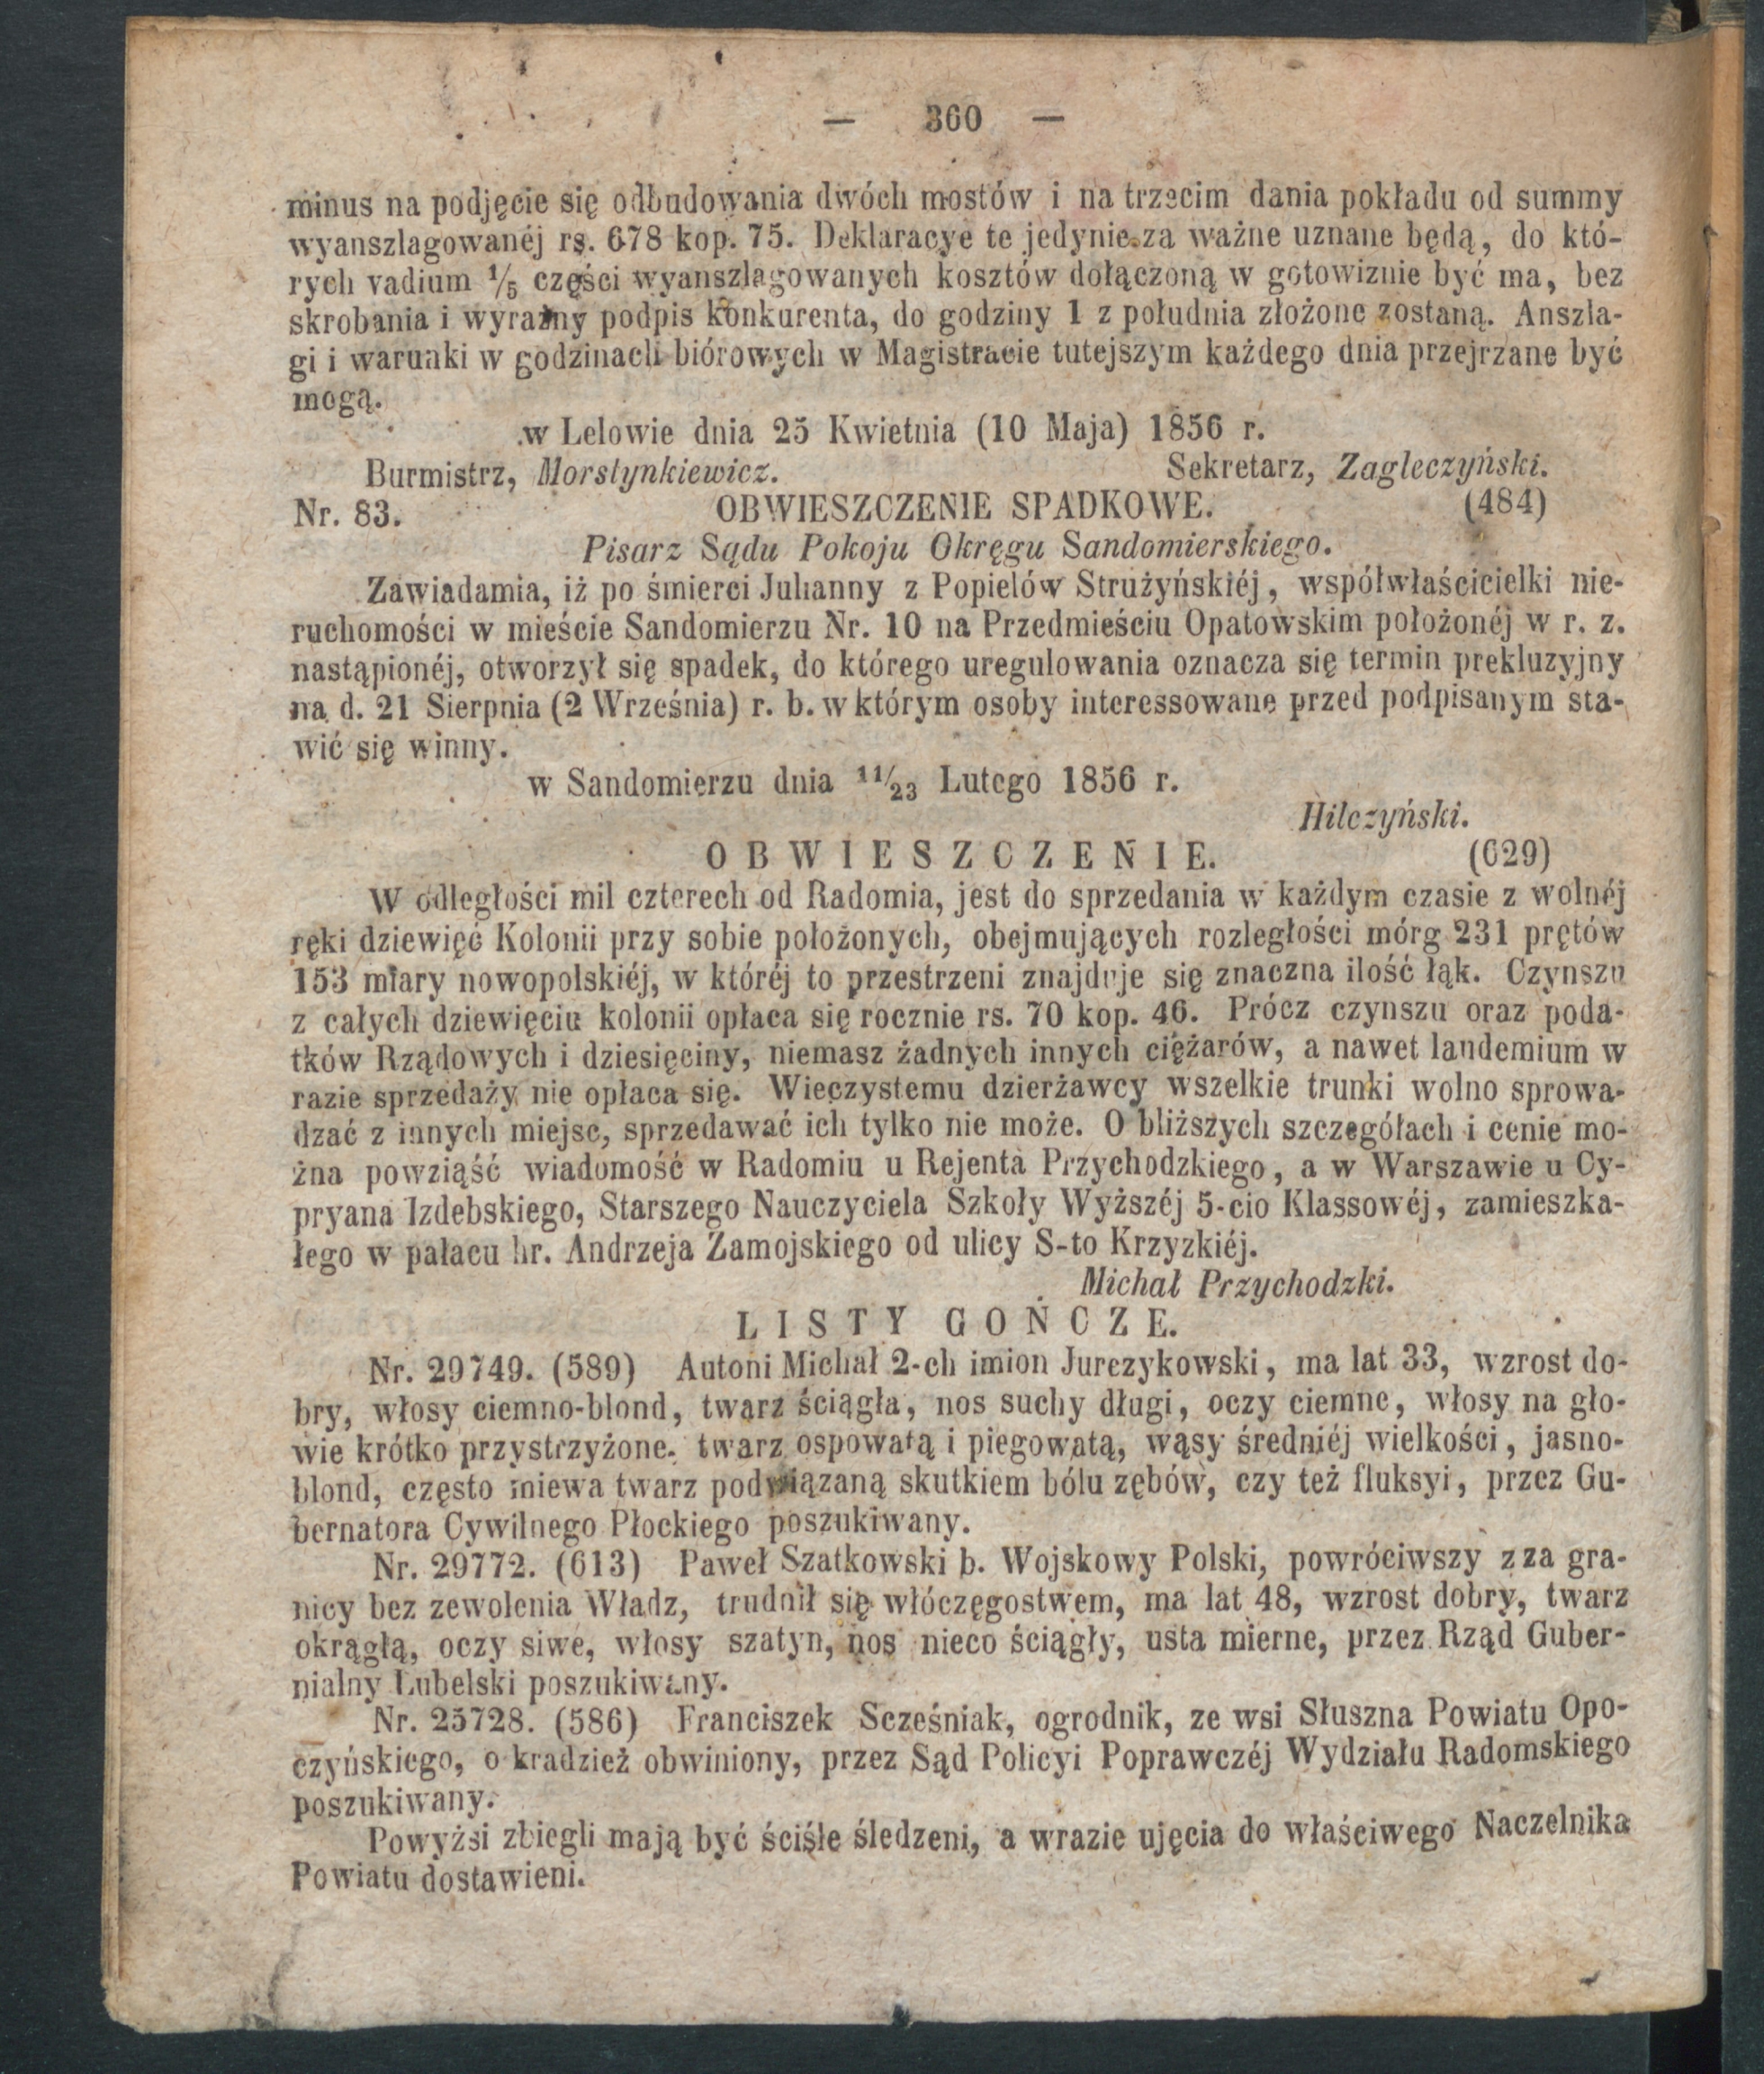 — 360 —
minus na podjęcie się odbudowania dwóch mostów i na trzecim dania pokładu od summy
wyanszlagowanéj rs. 678 kop. 75. Deklaracye te jedynie za ważne uznane będą, do któ-
rych vadium 1/5 części wyanszlagowanych kosztów dołączoną w gotowiznie być ma, bez
skrobania i wyraźny podpis konkurenta, do godziny 1 z południa złożone zostaną. Anszla-
gi i warunki w godzinach biórowych w Magistracie tutejszym każdego dnia przejrzane być
mogą.
w Lelowie dnia 25 Kwietnia (10 Maja) 1856 r.
Burmistrz, Morstynkiewicz. Sekretarz, Zagleczyński.
Nr. 83. OBWIESZCZENIE SPADKOWE. (484)
Pisarz Sądu Pokoju Okręgu Sandomierskiego.
Zawiadamia, iż po śmierci Julianny z Popielów Strużyńskiéj, współwłaścicielki nie-
ruchomości w mieście Sandomierzu Nr. 10 na Przedmieściu Opatowskim położonéj w r. z.
nastąpionéj, otworzył się spadek, do którego uregulowania oznacza się termin prekluzyjny
na d. 21 Sierpnia (2 Września) r. b. w którym osoby interessowane przed podpisanym sta-
wić się winny.
w Sandomierzu dnia 11/23 Lutego 1856 r.
Hilczyński.
OBWIESZCZENIE. (629)
W odległości mil czterech od Radomia, jest do sprzedania w każdym czasie z wolnéj
ręki dziewięć Kolonii przy sobie położonych, obejmujących rozległości mórg 231 prętów
153 miary nowopolskiéj, w któréj to przestrzeni znajduje się znaczna ilość łąk. Czynszu
z całych dziewięciu kolonii opłaca się rocznie rs. 70 kop. 46. Prócz czynszu oraz poda-
tków Rządowych i dziesięciny, niemasz żadnych innych ciężarów, a nawet laudemium w
razie sprzedaży nie opłaca się. Wieczystemu dzierżawcy wszelkie trunki wolno sprowa-
dzać z innych miejsc, sprzedawać ich tylko nie może. O bliższych szczegółach i cenie mo-
żna powziąść wiadomość w Radomiu u Rejenta Przychodzkiego, a w Warszawie u Cy-
pryana Izdebskiego, Starszego Nauczyciela Szkoły Wyższéj 5-cio Klassowéj, zamieszka-
łego w pałacu hr. Andrzeja Zamojskiego od ulicy S-to Krzyzkiéj.
Michał Przychodzki.
LISTY GOŃCZE.
Nr. 29749. (589) Antoni Michał 2-ch imion Jurczykowski, ma lat 33, wzrost do-
bry, włosy ciemno-blond, twarz ściągła, nos suchy długi, oczy ciemne, włosy na gło-
wie krótko przystrzyżone. twarz ospowatą i piegowatą, wąsy średniéj wielkości, jasno-
blond, często miewa twarz podwiązaną skutkiem bólu zębów, czy też fluksyi, przez Gu-
bernatora Cywilnego Płockiego poszukiwany.
Nr. 29772. (613) Paweł Szatkowski b. Wojskowy Polski, powróciwszy z za gra-
nicy bez zewolenia Władz, trudnił się włóczęgostwem, ma lat 48, wzrost dobry, twarz
okrągłą, oczy siwe, włosy szatyn, nos nieco ściągły, usta mierne, przez Rząd Guber-
nialny Lubelski poszukiwany.
Nr. 25728. (586) Franciszek Scześniak, ogrodnik, ze wsi Słuszna Powiatu Opo-
czyńskiego, o kradzież obwiniony, przez Sąd Policyi Poprawczéj Wydziału Radomskiego
poszukiwany.
Powyżsi zbiegli mają być ściśle śledzeni, a wrazie ujęcia do właściwego Naczelnika
Powiatu dostawieni.